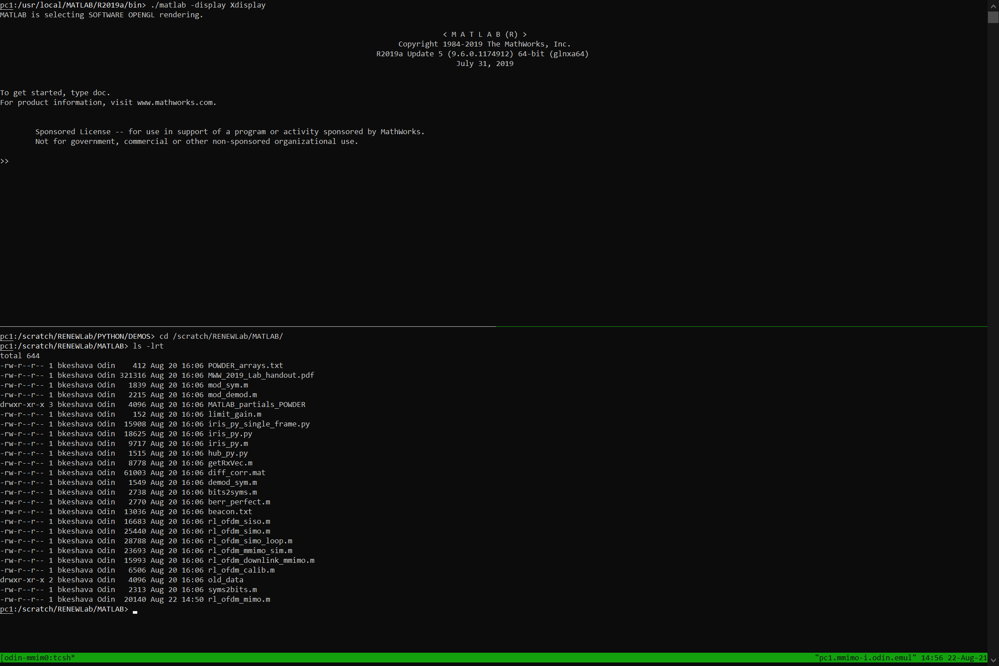 pc1:/usr/local/MATLAB/R2019a/bin> ./matlab -display Xdisplay
MATLAB is selecting SOFTWARE OPENGL rendering.
< M A T L A B (R) >
Copyright 1984-2019 The MathWorks, Inc.
R2019a Update 5 (9.6.0.1174912) 64-bit (glnxa64)
July 31, 2019
To get started, type doc.
For product information, visit www.mathworks.com.
Sponsored License -- for use in support of a program or activity sponsored by MathWorks.
Not for government, commercial or other non-sponsored organizational use.
>>
pc1:/scratch/RENEWLab/PYTHON/DEMOS> cd /scratch/RENEWLab/MATLAB/
pc1:/scratch/RENEWLab/MATLAB> ls -lrt
total 644
-rw-r--r-- 1 bkeshava Odin    412 Aug 20 16:06 POWDER_arrays.txt
-rw-r--r-- 1 bkeshava Odin 321316 Aug 20 16:06 MWW_2019_Lab_handout.pdf
-rw-r--r-- 1 bkeshava Odin   1839 Aug 20 16:06 mod_sym.m
-rw-r--r-- 1 bkeshava Odin   2215 Aug 20 16:06 mod_demod.m
drwxr-xr-x 3 bkeshava Odin   4096 Aug 20 16:06 MATLAB_partials_POWDER
-rw-r--r-- 1 bkeshava Odin    152 Aug 20 16:06 limit_gain.m
-rw-r--r-- 1 bkeshava Odin  15908 Aug 20 16:06 iris_py_single_frame.py
-rw-r--r-- 1 bkeshava Odin  18625 Aug 20 16:06 iris_py.py
-rw-r--r-- 1 bkeshava Odin   9717 Aug 20 16:06 iris_py.m
-rw-r--r-- 1 bkeshava Odin   1515 Aug 20 16:06 hub_py.py
-rw-r--r-- 1 bkeshava Odin   8778 Aug 20 16:06 getRxVec.m
-rw-r--r-- 1 bkeshava Odin  61003 Aug 20 16:06 diff_corr.mat
-rw-r--r-- 1 bkeshava Odin   1549 Aug 20 16:06 demod_sym.m
-rw-r--r-- 1 bkeshava Odin   2738 Aug 20 16:06 bits2syms.m
-rw-r--r-- 1 bkeshava Odin   2770 Aug 20 16:06 berr_perfect.m
-rw-r--r-- 1 bkeshava Odin  13036 Aug 20 16:06 beacon.txt
-rw-r--r-- 1 bkeshava Odin  16683 Aug 20 16:06 rl_ofdm_siso.m
-rw-r--r-- 1 bkeshava Odin  25440 Aug 20 16:06 rl_ofdm_simo.m
-rw-r--r-- 1 bkeshava Odin  28788 Aug 20 16:06 rl_ofdm_simo_loop.m
-rw-r--r-- 1 bkeshava Odin  23693 Aug 20 16:06 rl_ofdm_mmimo_sim.m
-rw-r--r-- 1 bkeshava Odin  15993 Aug 20 16:06 rl_ofdm_downlink_mmimo.m
-rw-r--r-- 1 bkeshava Odin   6506 Aug 20 16:06 rl_ofdm_calib.m
drwxr-xr-x 2 bkeshava Odin   4096 Aug 20 16:06 old_data
-rw-r--r-- 1 bkeshava Odin   2313 Aug 20 16:06 syms2bits.m
-rw-r--r-- 1 bkeshava Odin  20140 Aug 22 14:50 rl_ofdm_mimo.m
pc1:/scratch/RENEWLab/MATLAB>
[odin-mmim0:tcsh* "pc1.mmimo-i.odin.emul" 14:56 22-Aug-21